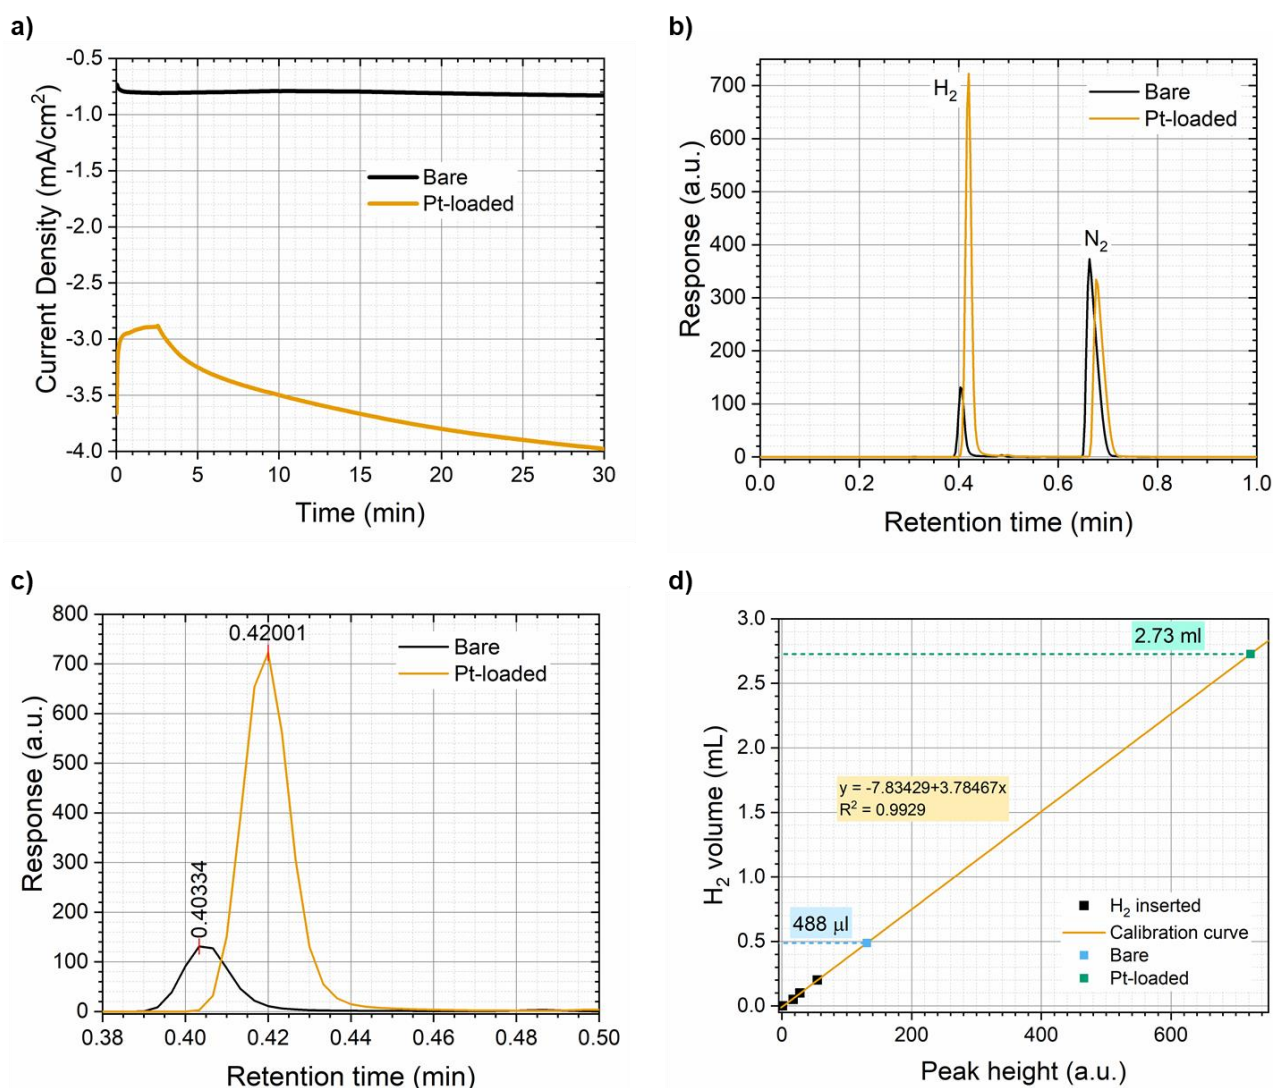 a)
-0.5
-1.0
-1.5
-2.0
-2.5
-3.0
-3.5
-4.0
Current Density (mA/cm²)
Bare
Pt-loaded
0 5 10 15 20 25 30
Time (min)
b)
700
600
500
400
300
200
100
0
Response (a.u.)
H₂
N₂
Bare
Pt-loaded
0.0 0.2 0.4 0.6 0.8 1.0
Retention time (min)
c)
800
700
600
500
400
300
200
100
0
Response (a.u.)
0.42001
0.40334
Bare
Pt-loaded
0.38 0.40 0.42 0.44 0.46 0.48 0.50
Retention time (min)
d)
3.0
2.5
2.0
1.5
1.0
0.5
0.0
H₂ volume (mL)
2.73 ml
y = -7.83429+3.78467x
R² = 0.9929
488 μl
H₂ inserted
Calibration curve
Bare
Pt-loaded
0 200 400 600
Peak height (a.u.)